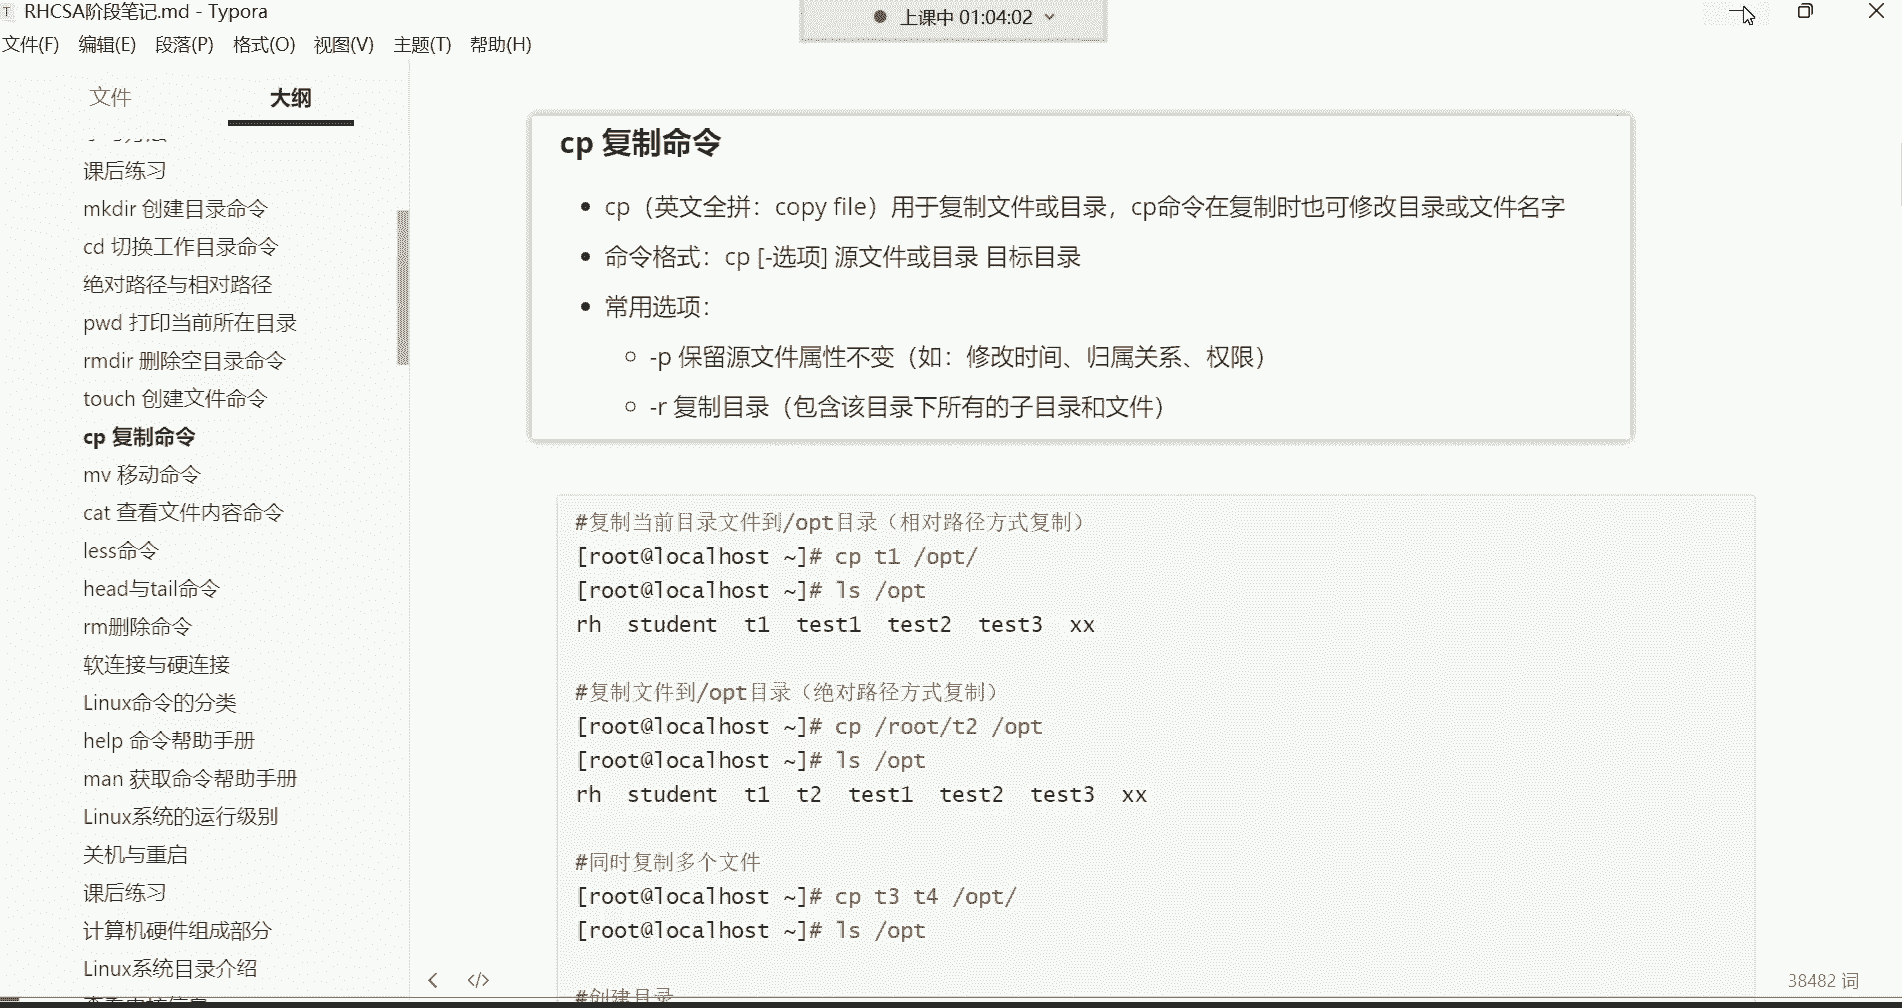 RHCSA阶段笔记.md - Typora
上课中 01:04:02
文件(F) 编辑(E) 段落(P) 格式(O) 视图(V) 主题(T) 帮助(H)
文件 大纲
课后练习
mkdir 创建目录命令
cd 切换工作目录命令
绝对路径与相对路径
pwd 打印当前所在目录
rmdir 删除空目录命令
touch 创建文件命令
cp 复制命令
mv 移动命令
cat 查看文件内容命令
less命令
head与tail命令
rm删除命令
软连接与硬连接
Linux命令的分类
help 命令帮助手册
man 获取命令帮助手册
Linux系统的运行级别
关机与重启
课后练习
计算机硬件组成部分
Linux系统目录介绍
cp 复制命令
cp（英文全拼：copy file）用于复制文件或目录，cp命令在复制时也可修改目录或文件名字
命令格式：cp [-选项] 源文件或目录 目标目录
常用选项：
-p 保留源文件属性不变（如：修改时间、归属关系、权限）
-r 复制目录（包含该目录下所有的子目录和文件）
#复制当前目录文件到/opt目录（相对路径方式复制）
[root@localhost ~]# cp t1 /opt/
[root@localhost ~]# ls /opt
rh student t1 test1 test2 test3 xx
#复制文件到/opt目录（绝对路径方式复制）
[root@localhost ~]# cp /root/t2 /opt
[root@localhost ~]# ls /opt
rh student t1 t2 test1 test2 test3 xx
#同时复制多个文件
[root@localhost ~]# cp t3 t4 /opt/
[root@localhost ~]# ls /opt
#创建目录
38482 词